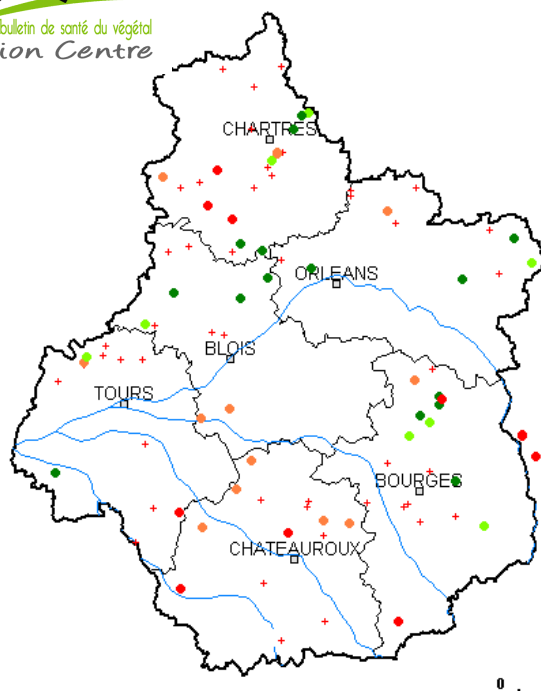 bulletin de santé du végétal
ion Centre
CHARTRES
ORLEANS
BLOIS
TOURS
BOURGES
CHATEAUROUX
0